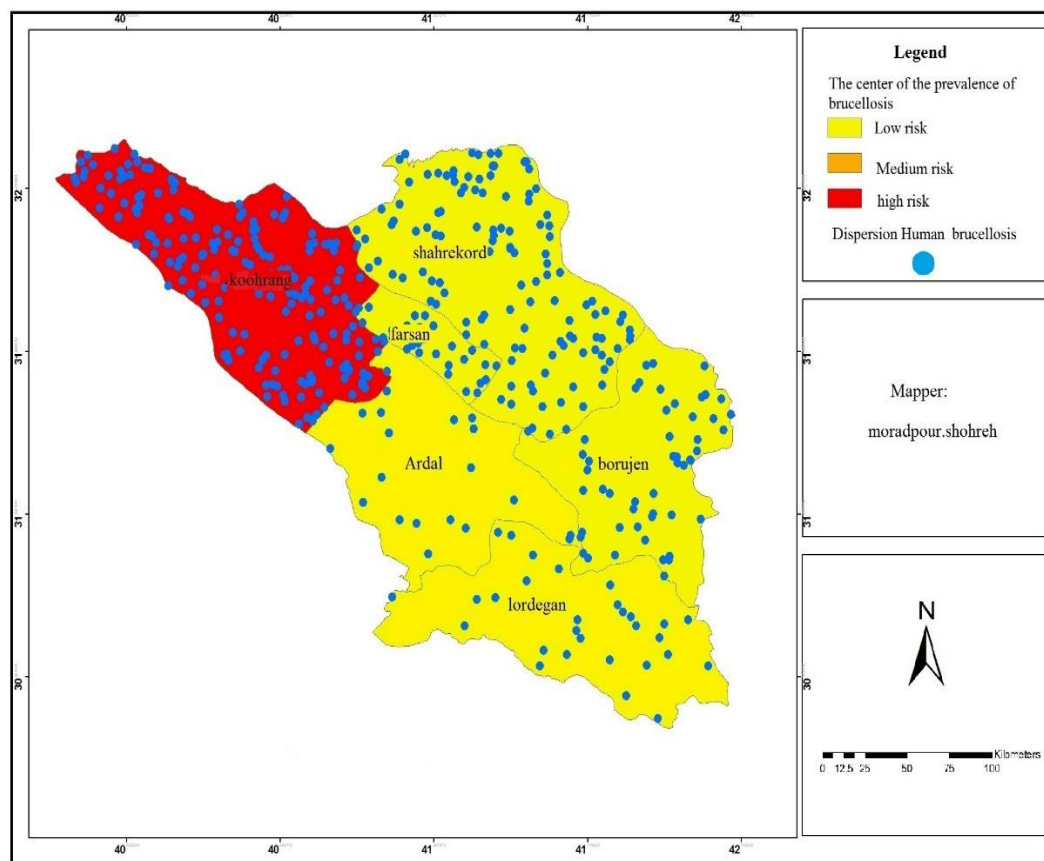 40 40 41 41 42
32 32
31 31
31 31
30 30
40 40 41 41 42
koohrang
shahrekord
farsan
Ardal
borujen
lordegan
Legend
The center of the prevalence of
brucellosis
Low risk
Medium risk
high risk
Dispersion Human brucellosis
Mapper:
moradpour.shohreh
N
Kilometers
0 12.5 25 50 75 100